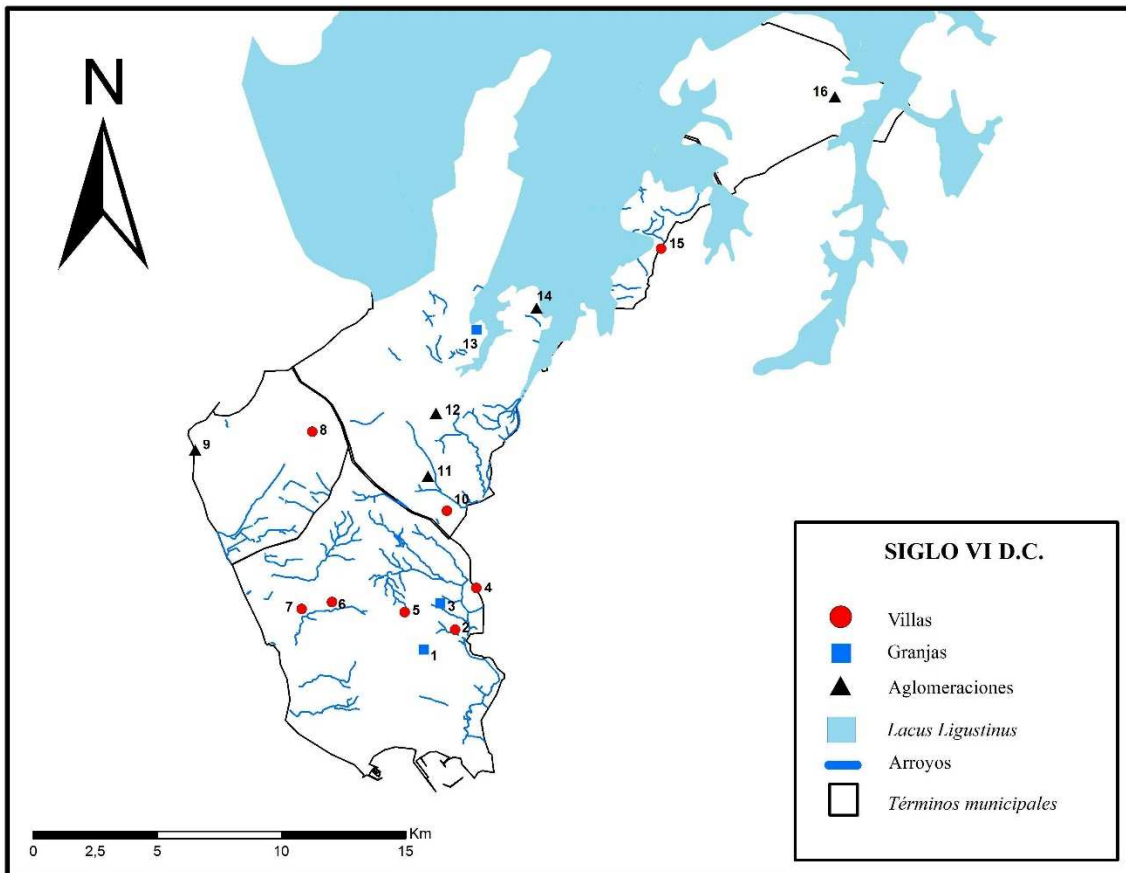 N
16
15
14
13
12
9
8
11
10
4
3
7
6
5
2
1
SIGLO VI D.C.
Villas
Granjas
Aglomeraciones
Lacus Ligustinus
Arroyos
Términos municipales
Km
0 2,5 5 10 15